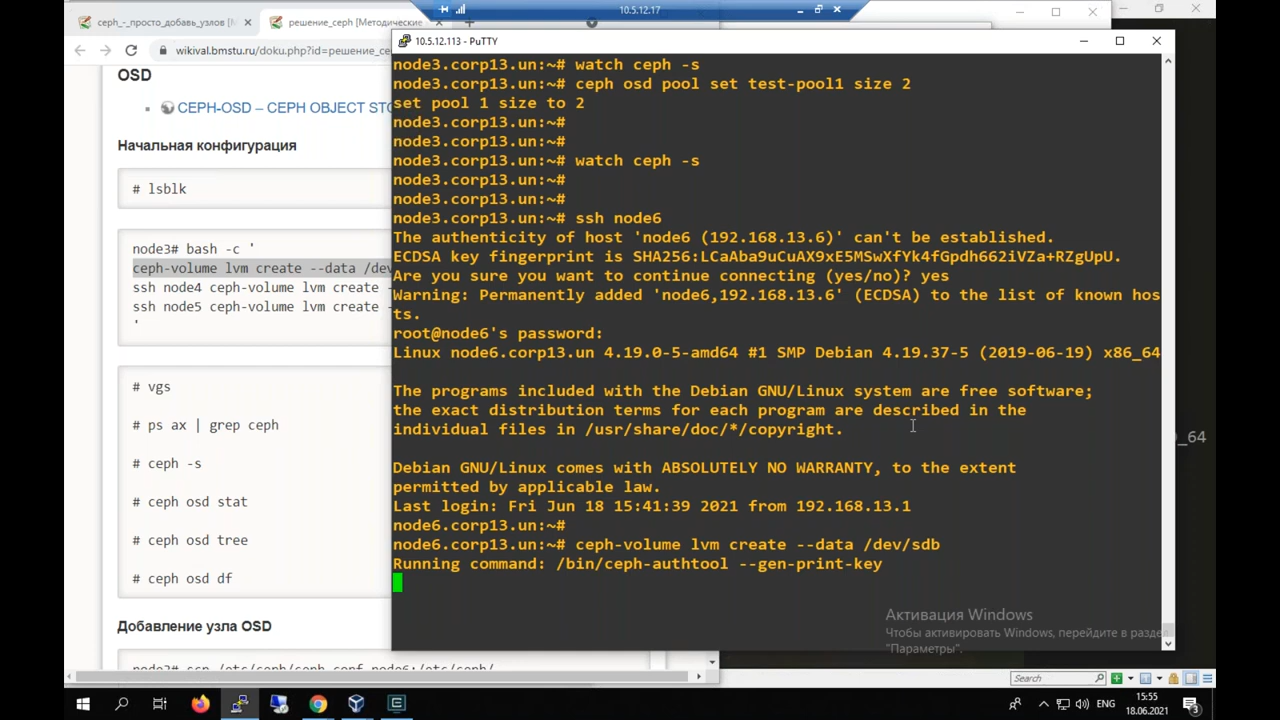 ceph_-_просто_добавь_узлов [М
решение_ceph [Методические
10.5.12.17
wikival.bmstu.ru/doku.php?id=решение_ce
10.5.12.113 - PuTTY
OSD
CEPH-OSD – CEPH OBJECT STO
Начальная конфигурация
# lsblk
node3# bash -c '
ceph-volume lvm create --data /dev
ssh node4 ceph-volume lvm create -
ssh node5 ceph-volume lvm create -
'
# vgs
# ps ax | grep ceph
# ceph -s
# ceph osd stat
# ceph osd tree
# ceph osd df
Добавление узла OSD
node3# scp /etc/ceph/ceph.conf node6:/etc/ceph/
node3.corp13.un:~# watch ceph -s
node3.corp13.un:~# ceph osd pool set test-pool1 size 2
set pool 1 size to 2
node3.corp13.un:~#
node3.corp13.un:~#
node3.corp13.un:~# watch ceph -s
node3.corp13.un:~#
node3.corp13.un:~#
node3.corp13.un:~# ssh node6
The authenticity of host 'node6 (192.168.13.6)' can't be established.
ECDSA key fingerprint is SHA256:LCaAba9uCuAX9xE5MSwXfYk4fGpdh662iVZa+RZgUpU.
Are you sure you want to continue connecting (yes/no)? yes
Warning: Permanently added 'node6,192.168.13.6' (ECDSA) to the list of known hos
ts.
root@node6's password:
Linux node6.corp13.un 4.19.0-5-amd64 #1 SMP Debian 4.19.37-5 (2019-06-19) x86_64
The programs included with the Debian GNU/Linux system are free software;
the exact distribution terms for each program are described in the
individual files in /usr/share/doc/*/copyright.
Debian GNU/Linux comes with ABSOLUTELY NO WARRANTY, to the extent
permitted by applicable law.
Last login: Fri Jun 18 15:41:39 2021 from 192.168.13.1
node6.corp13.un:~#
node6.corp13.un:~# ceph-volume lvm create --data /dev/sdb
Running command: /bin/ceph-authtool --gen-print-key
_64
Активация Windows
Чтобы активировать Windows, перейдите в раздел
"Параметры".
Search
ENG
15:55
18.06.2021
3